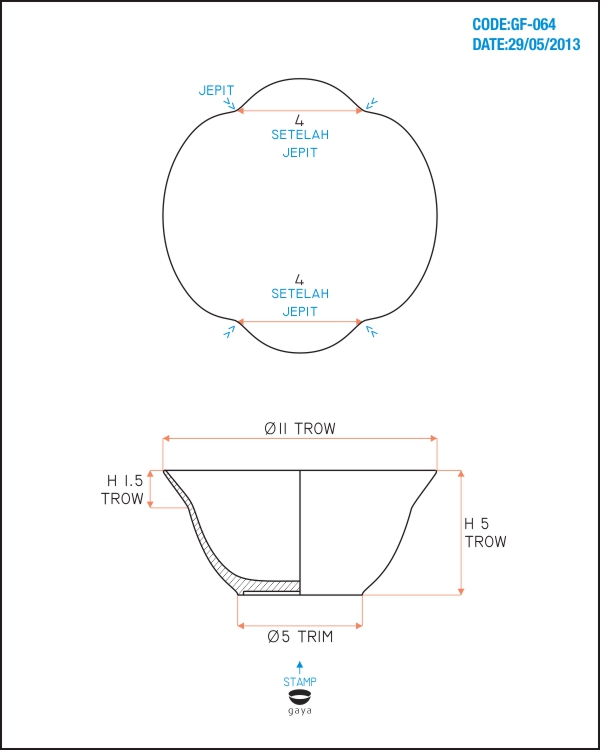 CODE:GF-064
DATE:29/05/2013
JEPIT
4
SETELAH
JEPIT
4
SETELAH
JEPIT
Ø11 TROW
H 1.5
TROW
H 5
TROW
Ø5 TRIM
STAMP
gaya